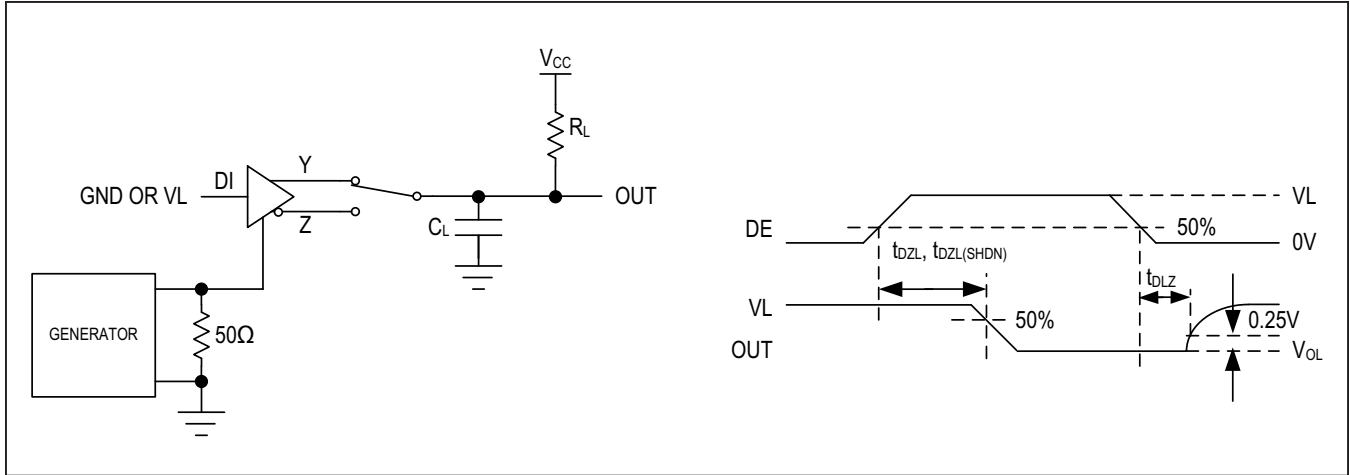 VCC
RL
GND OR VL
DI
Y
Z
OUT
CL
GENERATOR
50Ω
DE
VL
50%
0V
tDZL, tDZL(SHDN)
tDLZ
VL
50%
0.25V
OUT
VOL